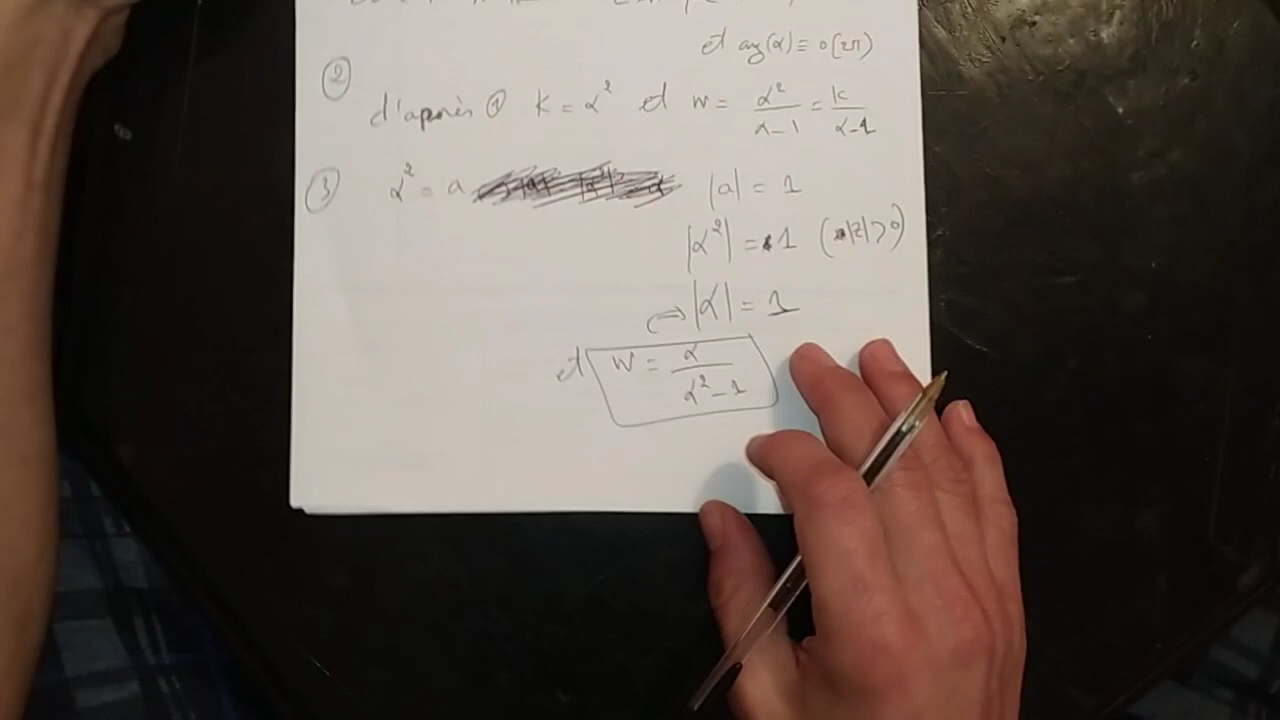 et arg(α) ≡ 0[2π]
②
d'après ① K = α² et w = α²/(α-1) = K/(α-1)
③ α² = a |a| = 1
|α²| = 1 (|z|>0)
↪ |α| = 1
et w = α/(α²-1)